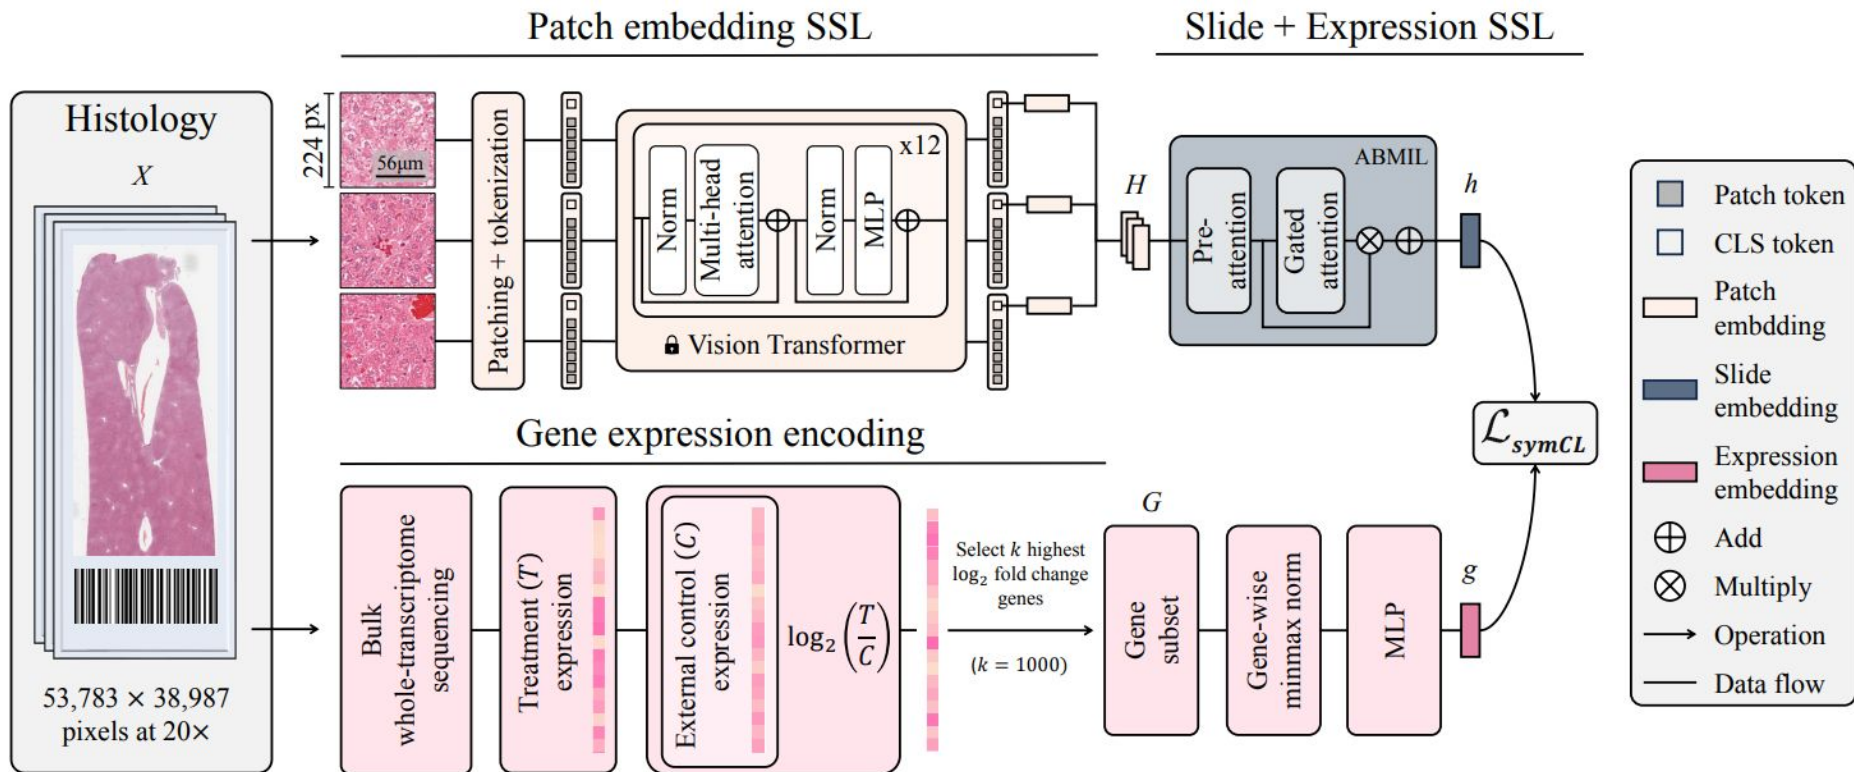 Patch embedding SSL
Slide + Expression SSL
Histology
X
53,783 × 38,987
pixels at 20×
224 px
56μm
Patching + tokenization
Norm
Multi-head
attention
Norm
MLP
x12
Vision Transformer
H
ABMIL
Pre-
attention
Gated
attention
h
ℒsymCL
Gene expression encoding
Bulk
whole-transcriptome
sequencing
Treatment (T)
expression
External control (C)
expression
log₂(T/C)
Select k highest
log₂ fold change
genes
(k = 1000)
G
Gene
subset
Gene-wise
minmax norm
MLP
g
Patch token
CLS token
Patch
embdding
Slide
embedding
Expression
embedding
Add
Multiply
Operation
Data flow